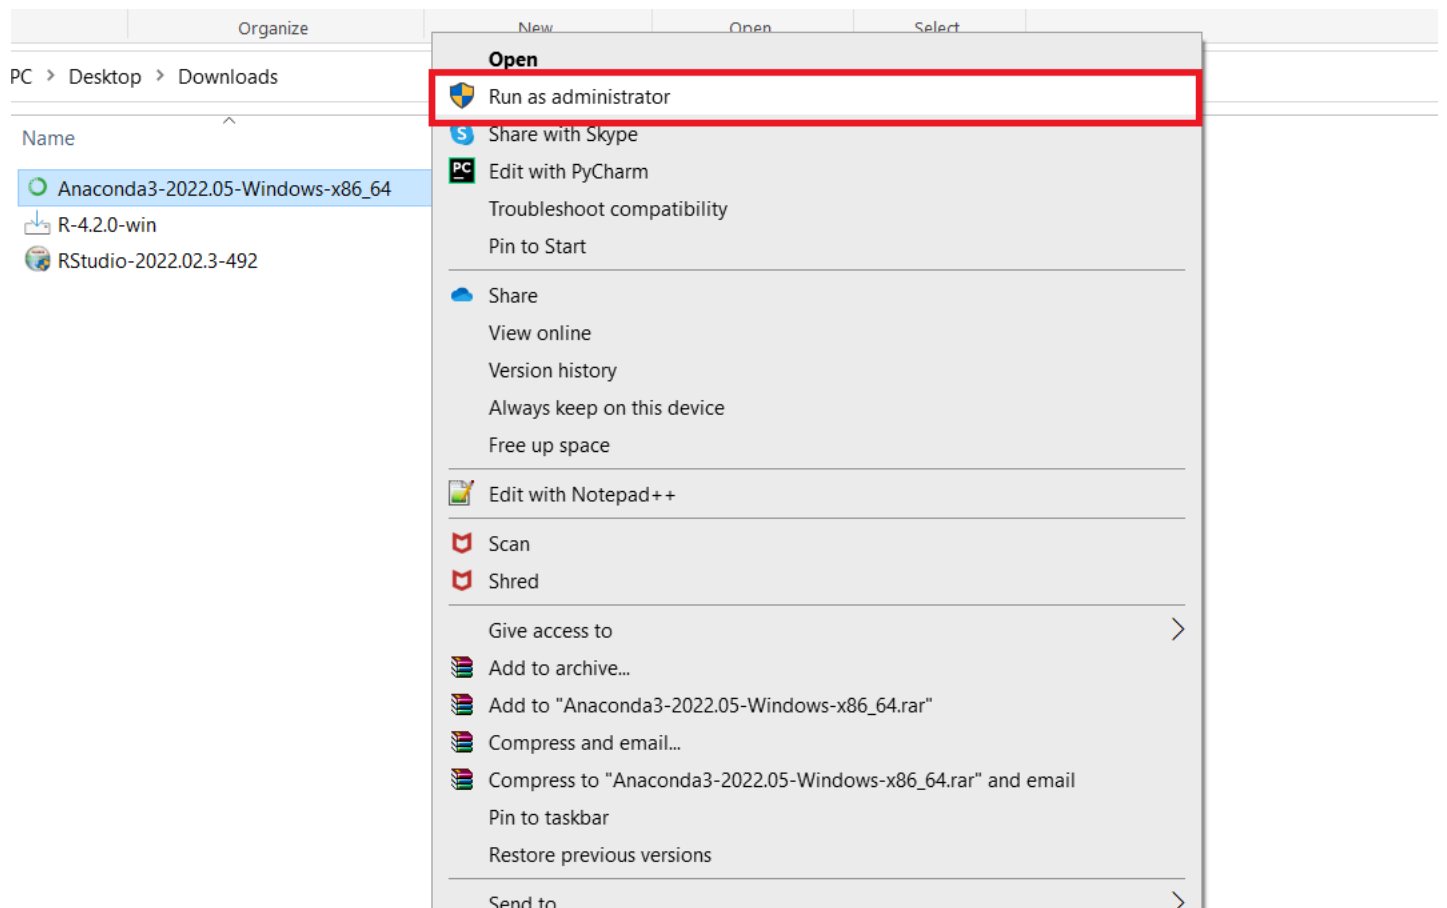 Organize New Open Select
PC > Desktop > Downloads
Name
Anaconda3-2022.05-Windows-x86_64
R-4.2.0-win
RStudio-2022.02.3-492
Open
Run as administrator
S Share with Skype
PC Edit with PyCharm
Troubleshoot compatibility
Pin to Start
Share
View online
Version history
Always keep on this device
Free up space
Edit with Notepad++
Scan
Shred
Give access to
Add to archive...
Add to "Anaconda3-2022.05-Windows-x86_64.rar"
Compress and email...
Compress to "Anaconda3-2022.05-Windows-x86_64.rar" and email
Pin to taskbar
Restore previous versions
Send to